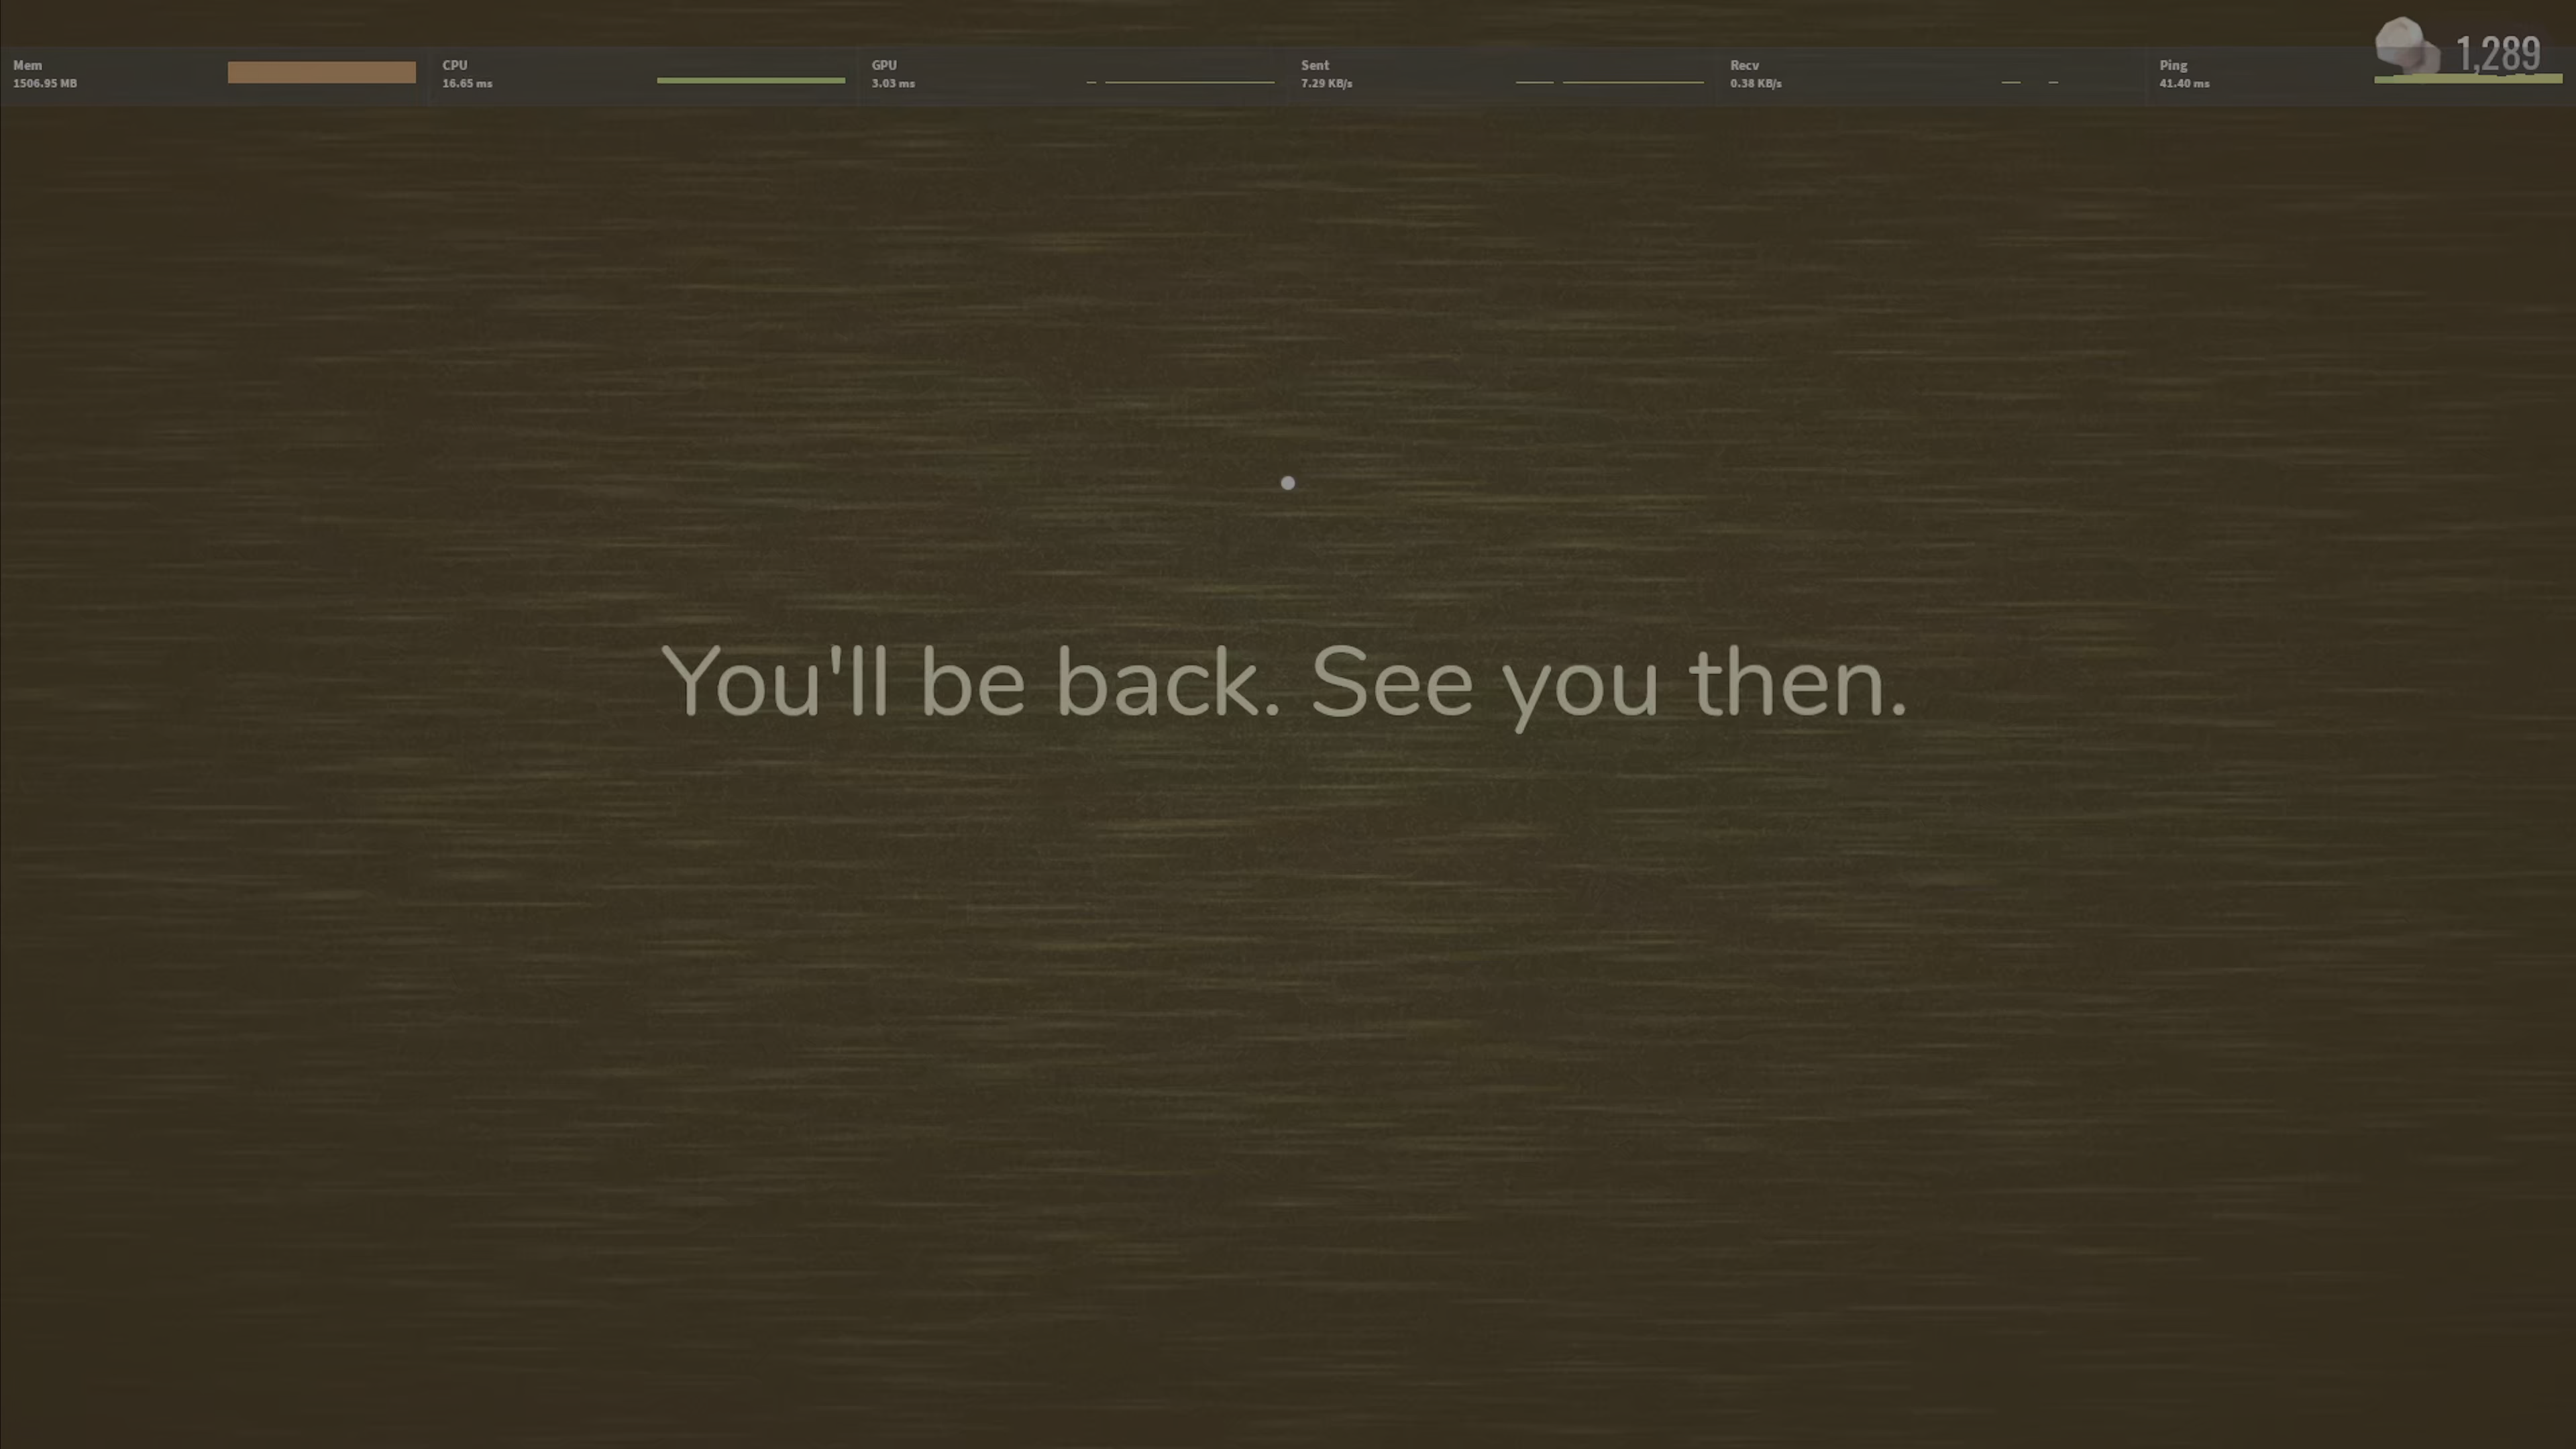 1,289
Mem CPU GPU Sent Recv Ping
1506.95 MB 16.65 ms 3.03 ms 7.29 KB/s 0.38 KB/s 41.40 ms
You'll be back. See you then.